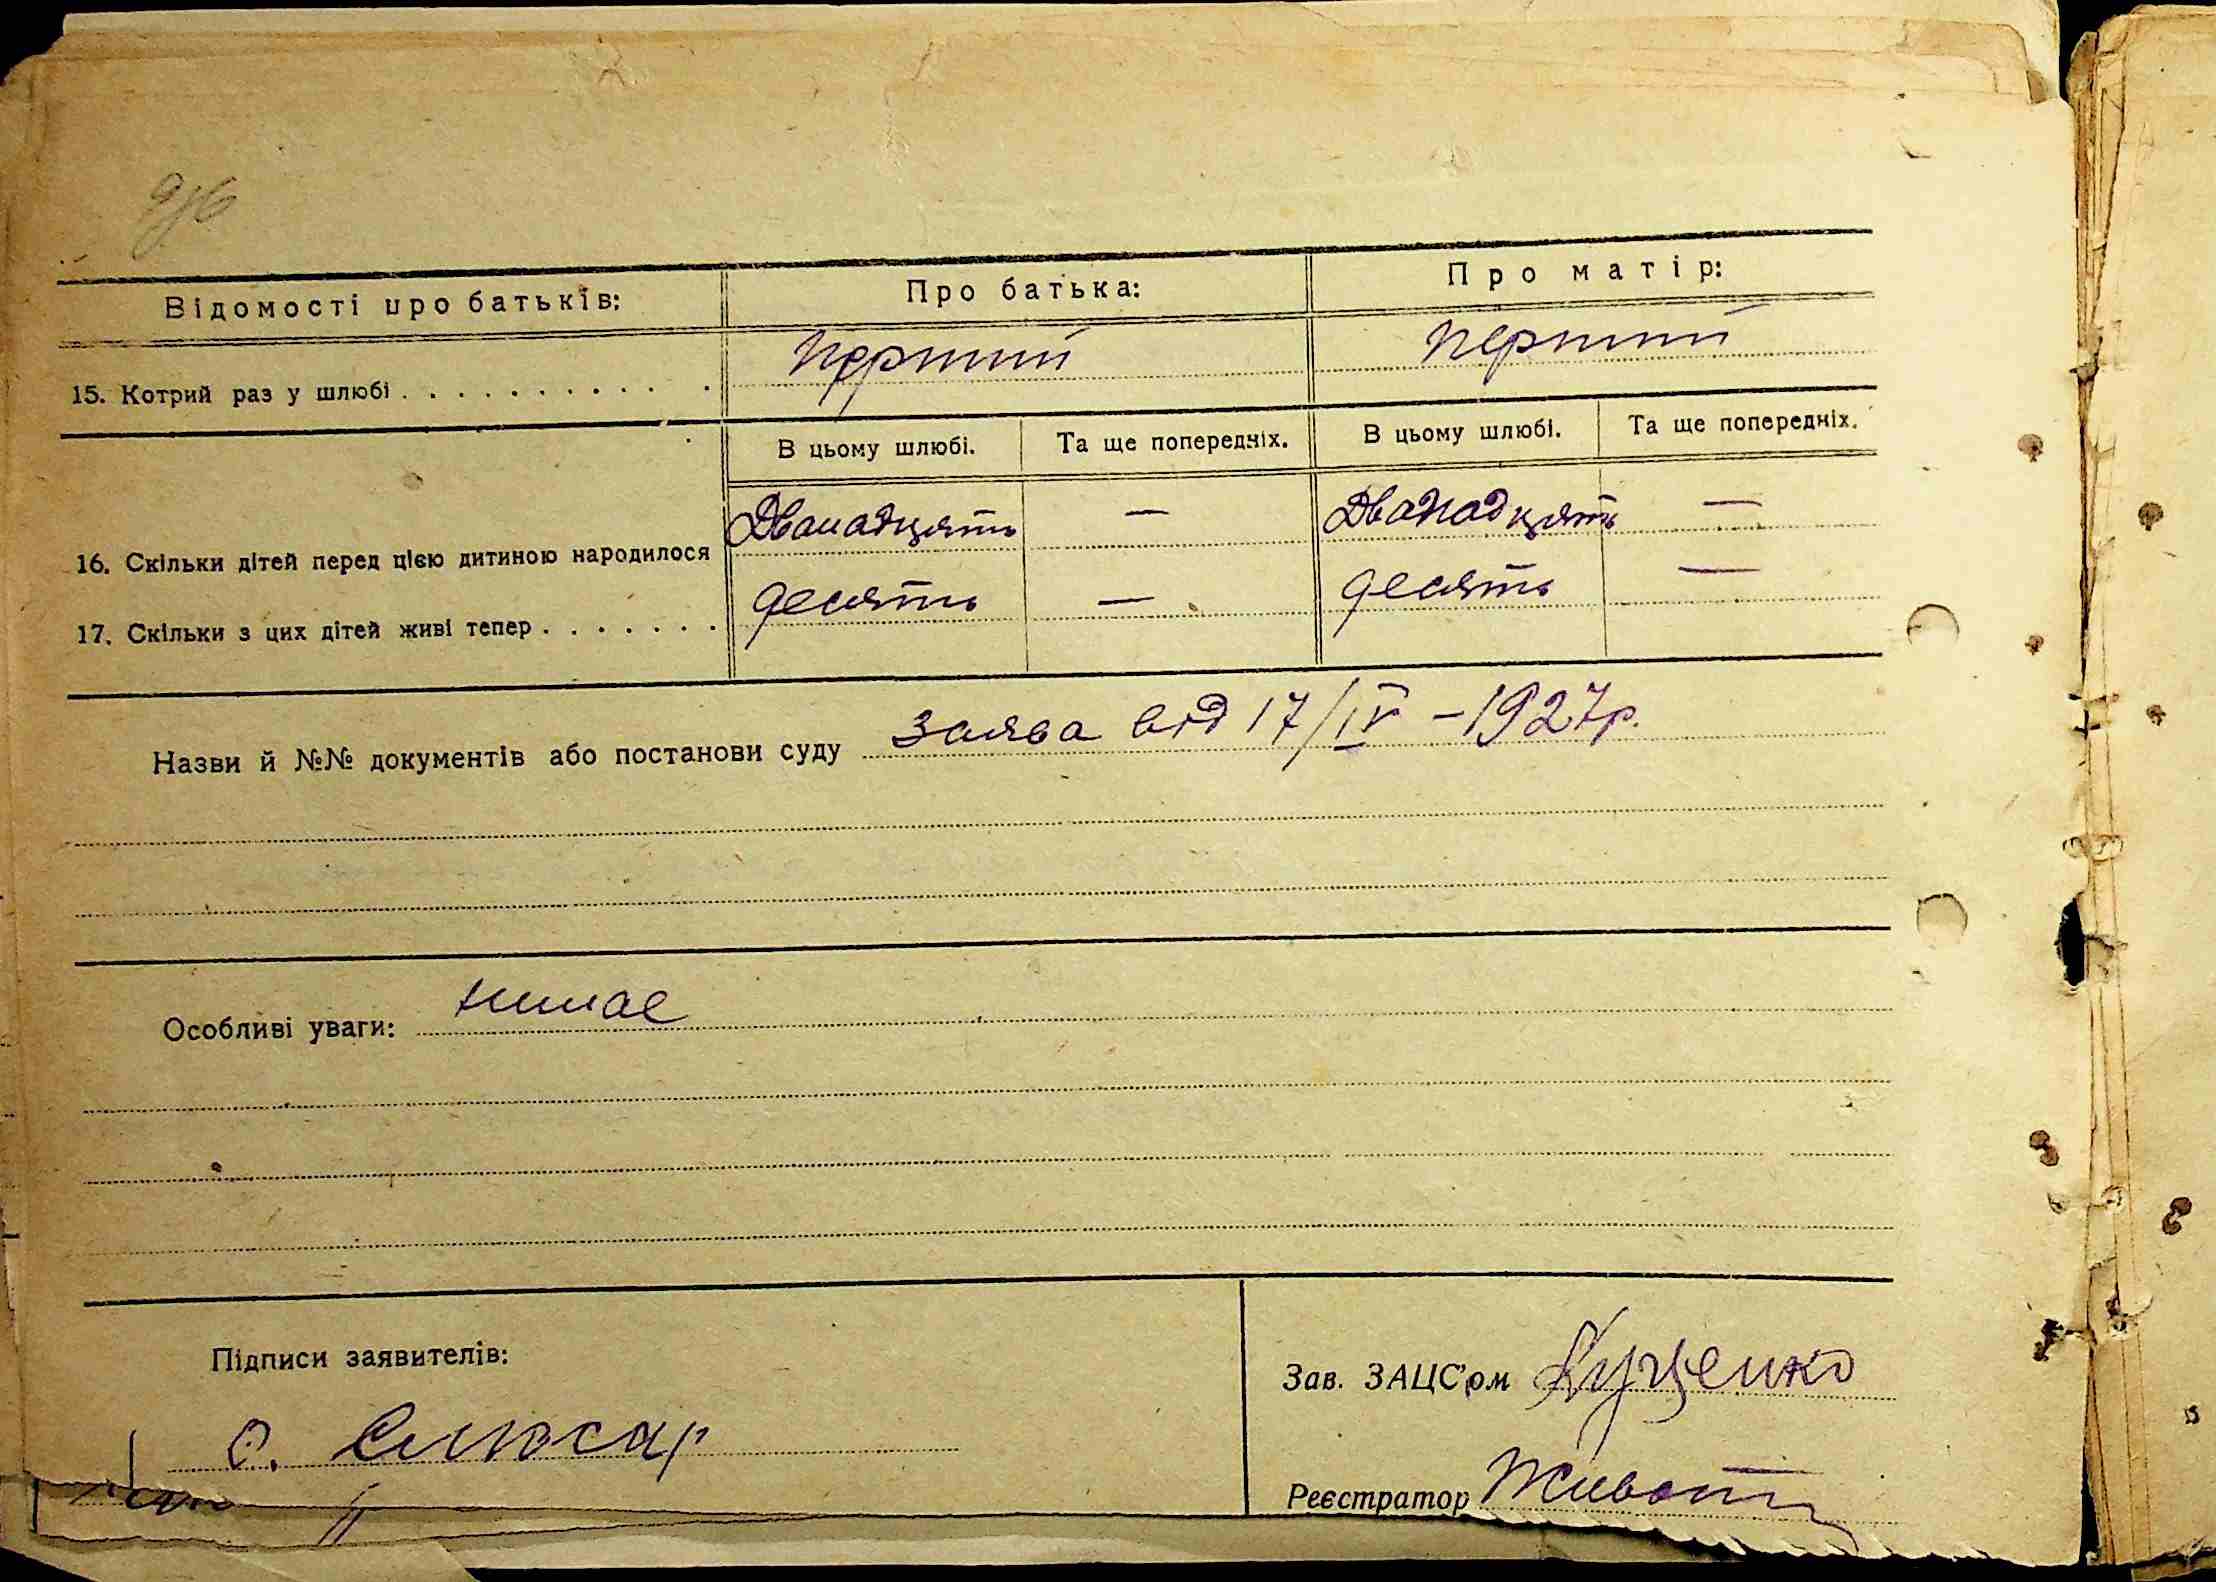 Відомості про батьків: Про батька: Про матір:
15. Котрий раз у шлюбі перший перший
В цьому шлюбі. Та ще попередніх. В цьому шлюбі. Та ще попередніх.
16. Скільки дітей перед цією дитиною народилося Дванадцять — Дванадцять —
17. Скільки з цих дітей живі тепер десять — десять —
Назви й №№ документів або постанови суду заява від 17/IV – 1927р.
Особливі уваги: нимае
Підписи заявителів:
С. Слюсар
Зав. ЗАЦС'ом Куценко
Реєстратор